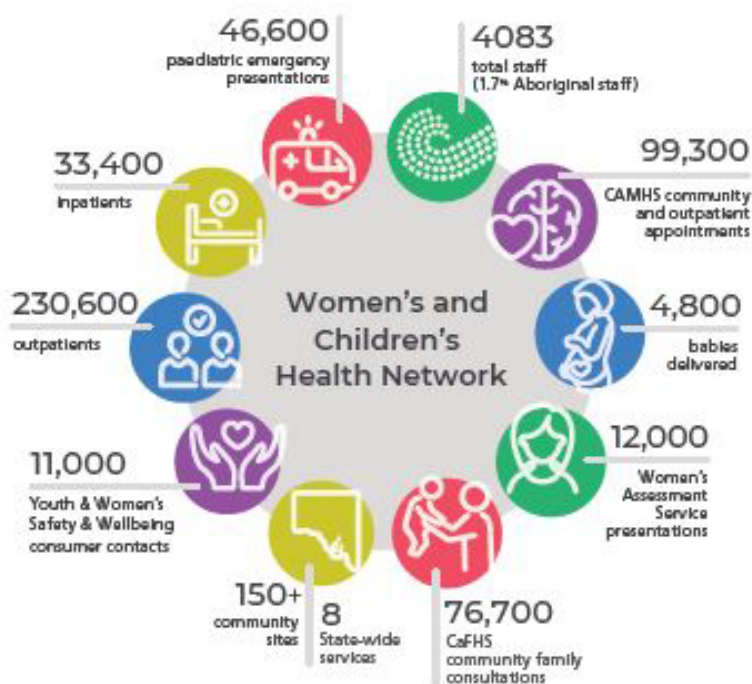 46,600
paediatric emergency
presentations
4083
total staff
(1.7% Aboriginal staff)
33,400
inpatients
99,300
CAMHS community
and outpatient
appointments
230,600
outpatients
Women's and
Children's
Health Network
4,800
babies
delivered
11,000
Youth & Women's
Safety & Wellbeing
consumer contacts
12,000
Women's
Assessment
Service
presentations
150+
community
sites
8
State-wide
services
76,700
CaFHS
community family
consultations